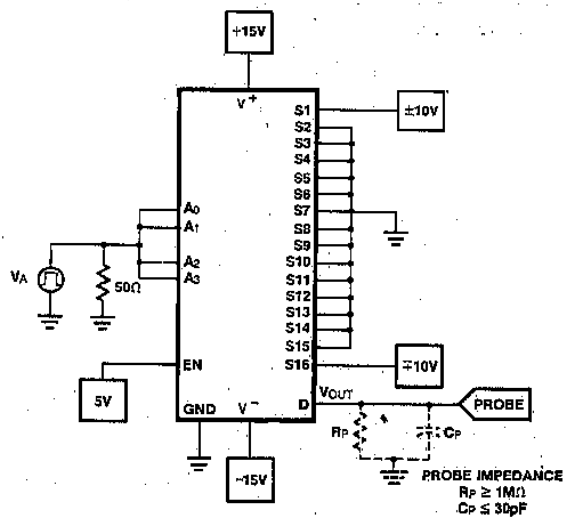 +15V
V+
S1
±10V
S2
S3
S4
S5
S6
A0
S7
A1
S8
S9
A2
S10
VA
50Ω
A3
S11
S12
S13
S14
S15
EN
S16
∓10V
5V
VOUT
GND
V−
D
PROBE
RP
CP
−15V
PROBE IMPEDANCE
RP ≥ 1MΩ
CP ≤ 30pF